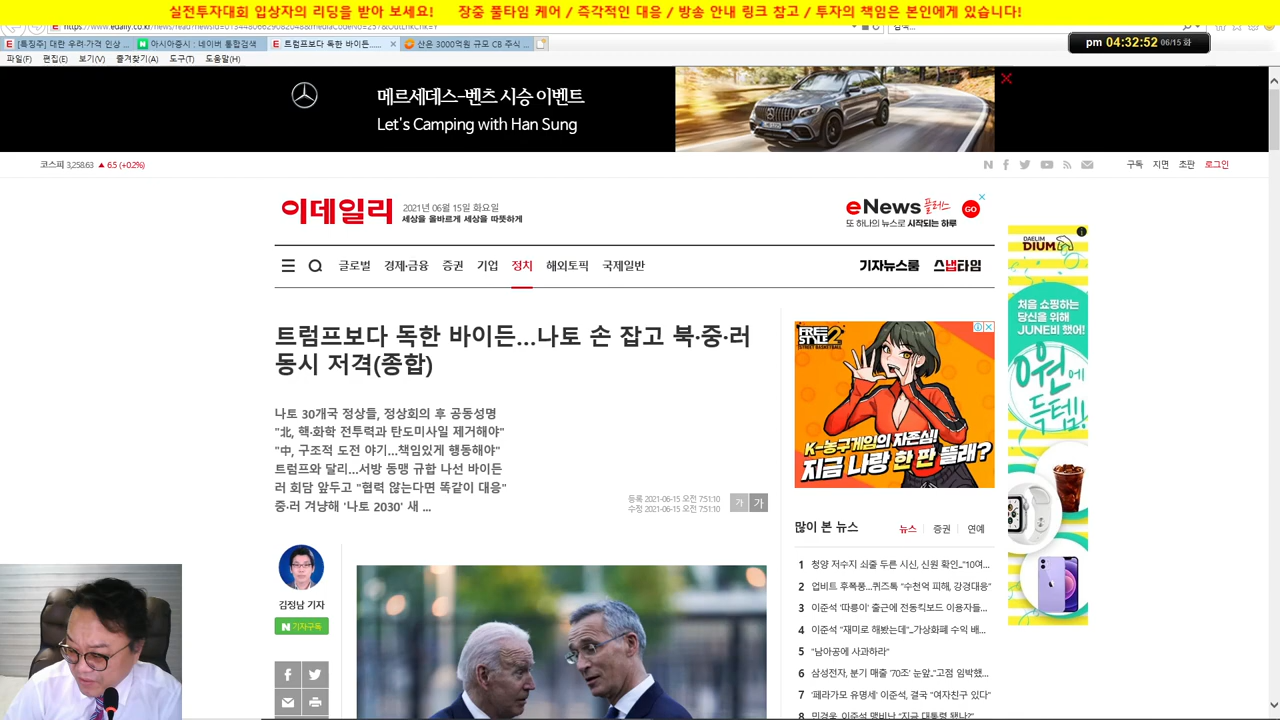 실전투자대회 입상자의 리딩을 받아 보세요! 장중 풀타임 케어 / 즉각적인 대응 / 방송 안내 링크 참고 / 투자의 책임은 본인에게 있습니다!
pm 04:32:52 06/15 화
[특징주] 대란 우려·가격 인상 ...
아시아증시 : 네이버 통합검색
트럼프보다 독한 바이든...
산은 3000억원 규모 CB 주식 ...
파일(F) 편집(E) 보기(V) 즐겨찾기(A) 도구(T) 도움말(H)
메르세데스-벤츠 시승 이벤트
Let's Camping with Han Sung
코스피 3,258.63 ▲ 6.5 (+0.2%)
구독 지면 초판 로그인
이데일리
2021년 06월 15일 화요일
세상을 올바르게 세상을 따뜻하게
eNews 플러스 GO
또 하나의 뉴스로 시작되는 하루
글로벌 경제·금융 증권 기업 정치 해외토픽 국제일반
기자뉴스룸 스냅타임
트럼프보다 독한 바이든…나토 손 잡고 북·중·러
동시 저격(종합)
나토 30개국 정상들, 정상회의 후 공동성명
"北, 핵·화학 전투력과 탄도미사일 제거해야"
"中, 구조적 도전 야기…책임있게 행동해야"
트럼프와 달리…서방 동맹 규합 나선 바이든
러 회담 앞두고 "협력 않는다면 똑같이 대응"
중·러 겨냥해 '나토 2030' 새 ...
등록 2021-06-15 오전 7:51:10
수정 2021-06-15 오전 7:51:10
가 가
김정남 기자
N 기자구독
FREE STYLE 2
STREET BASKETBALL
K-농구게임의 자존심!
지금 나랑 한 판 뜰래?
많이 본 뉴스
뉴스 증권 연예
1 청양 저수지 쇠줄 두른 시신, 신원 확인…"10여...
2 업비트 후폭풍…퀴즈톡 "수천억 피해, 강경대응"
3 이준석 '따릉이' 출근에 전동킥보드 이용자들...
4 이준석 "재미로 해봤는데"…가상화폐 수익 배...
5 "남아공에 사과하라"
6 삼성전자, 분기 매출 '70조' 눈앞.."고점 임박했...
7 '페라가모 유명세' 이준석, 결국 "여자친구 있다"
8 민경욱, 이준석 맹비난 "지금 대통령 됐나?"
DAELIM
DIUM
처음 쇼핑하는
당신을 위해
JUNE비 했어!
0원에
득템!